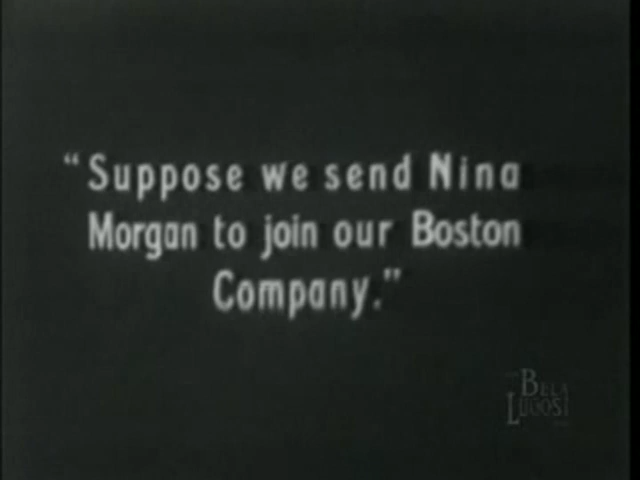 “Suppose we send Nina
Morgan to join our Boston
Company.”
BELA
LUGOSI